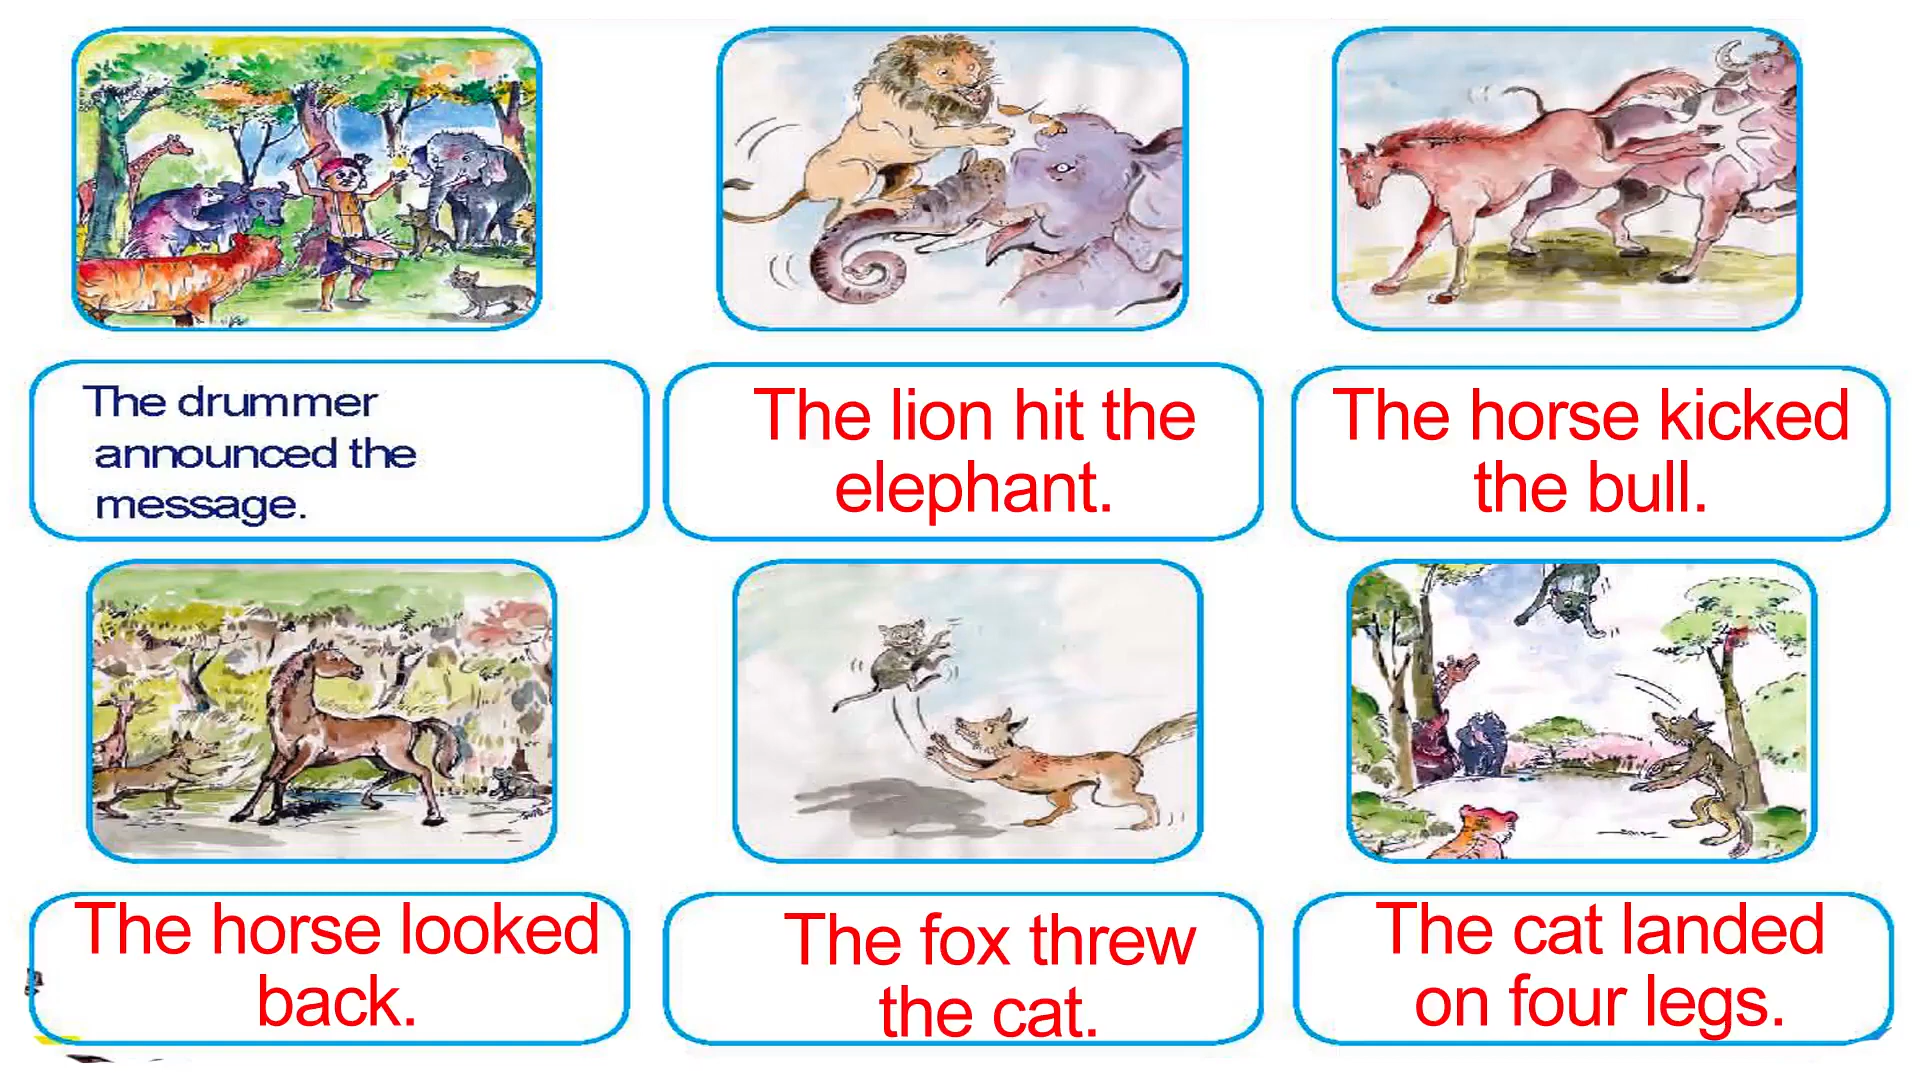 The drummer
announced the
message.
The lion hit the
elephant.
The horse kicked
the bull.
The horse looked
back.
The fox threw
the cat.
The cat landed
on four legs.